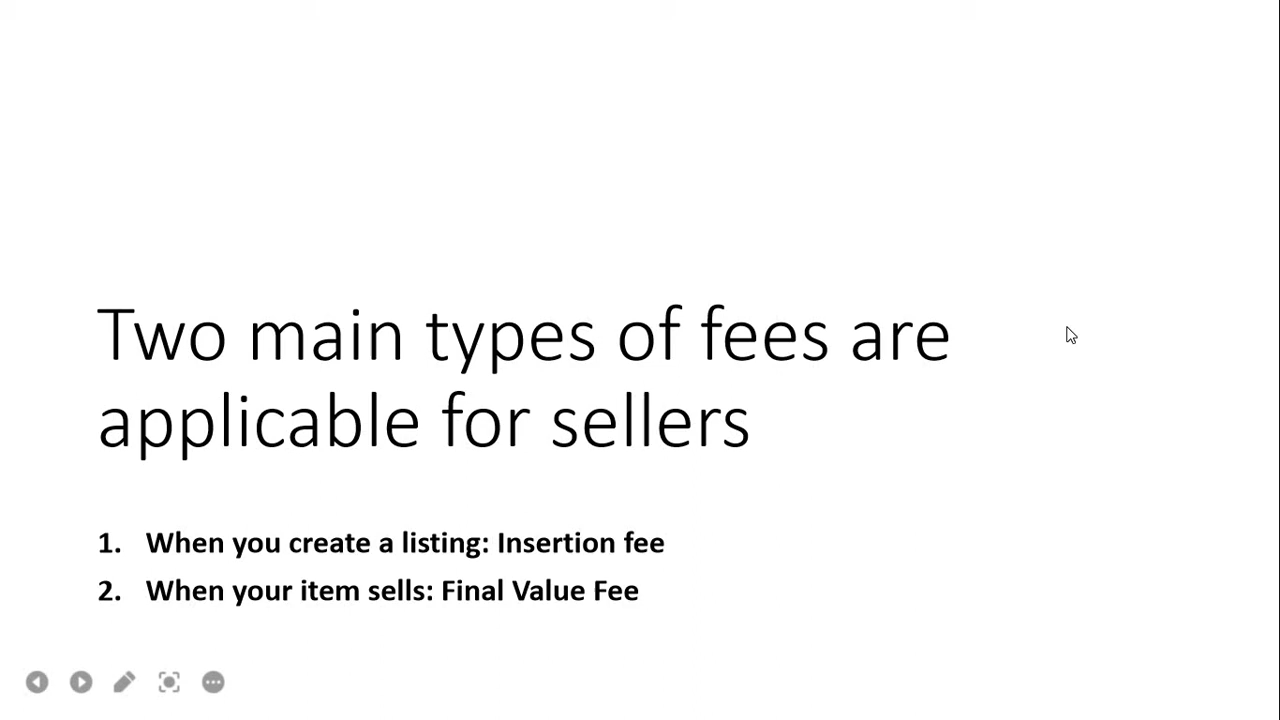 Two main types of fees are
applicable for sellers
1. When you create a listing: Insertion fee
2. When your item sells: Final Value Fee